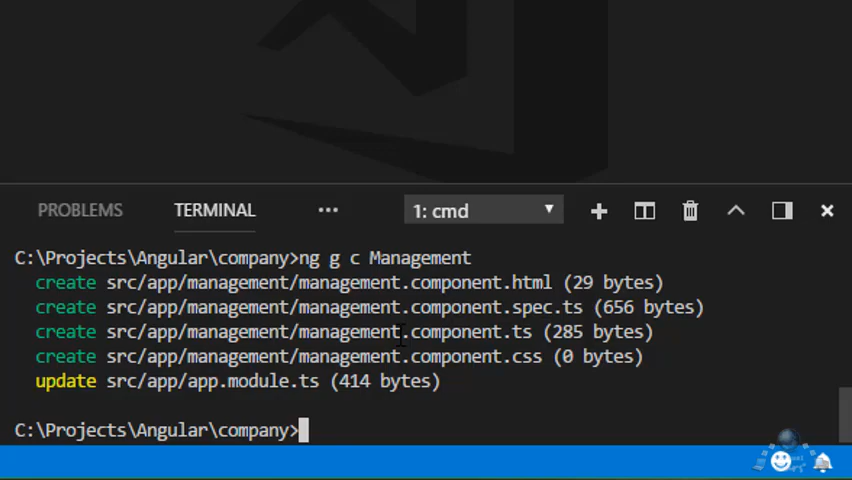 PROBLEMS TERMINAL ••• 1: cmd
C:\Projects\Angular\company>ng g c Management
create src/app/management/management.component.html (29 bytes)
create src/app/management/management.component.spec.ts (656 bytes)
create src/app/management/management.component.ts (285 bytes)
create src/app/management/management.component.css (0 bytes)
update src/app/app.module.ts (414 bytes)
C:\Projects\Angular\company>